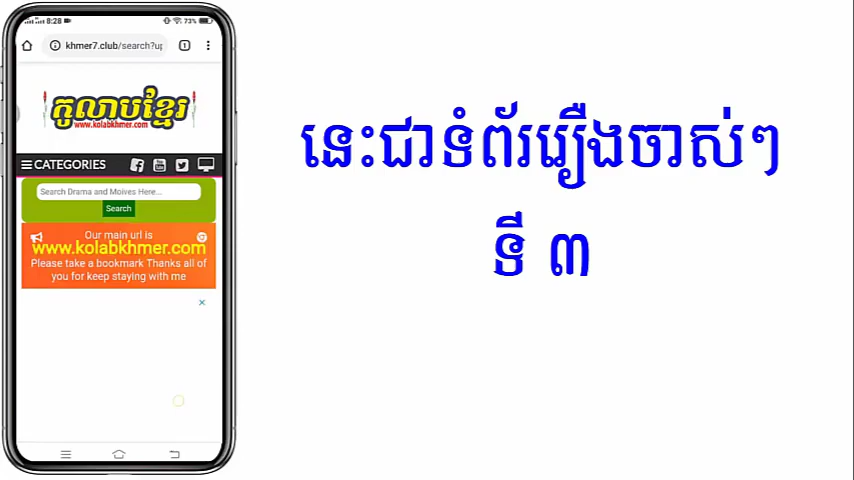 8:28
73%
khmer7.club/search?up
1
កូលាបខ្មែរ
www.kolabkhmer.com
CATEGORIES
Search Drama and Moives Here...
Search
Our main url is
www.kolabkhmer.com
Please take a bookmark Thanks all of
you for keep staying with me
នេះជាទំព័ររឿងចាស់ៗ
ទី ៣